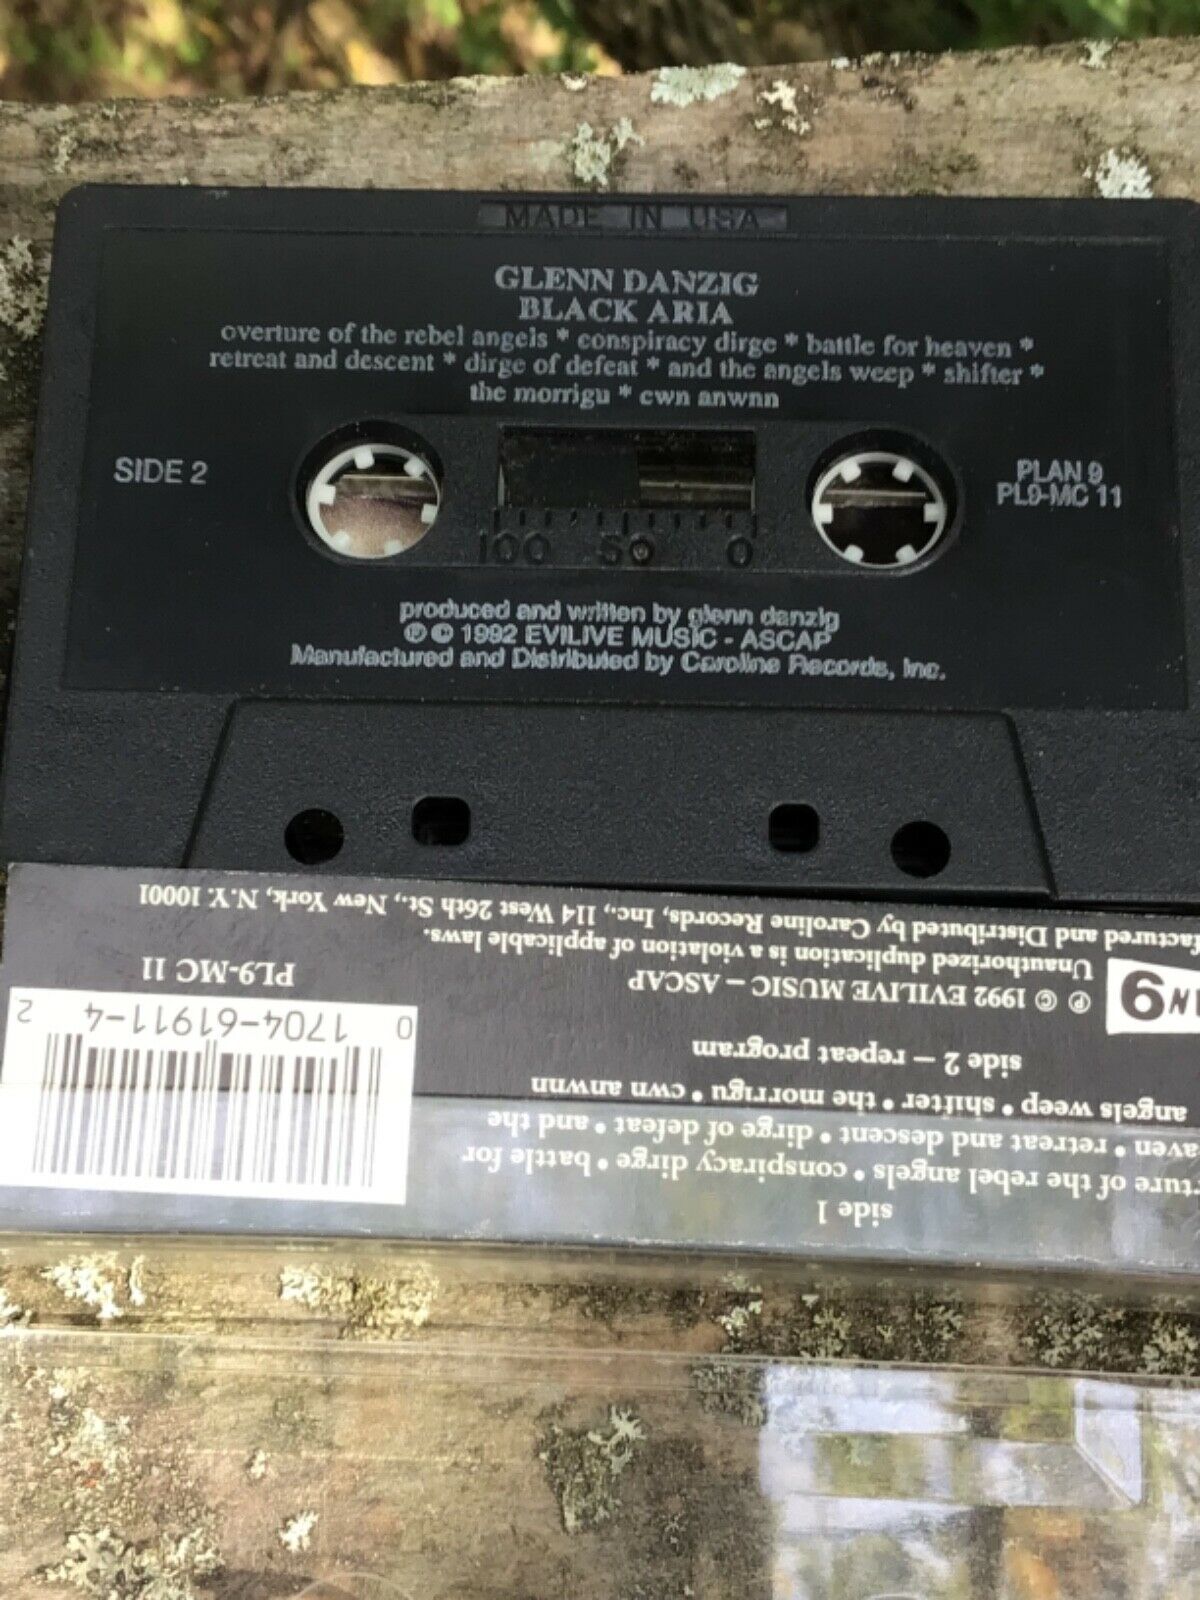 MADE IN USA
GLENN DANZIG
BLACK ARIA
overture of the rebel angels * conspiracy dirge * battle for heaven *
retreat and descent * dirge of defeat * and the angels weep * shifter *
the morrigu * cwn anwnn
SIDE 2
PLAN 9
PL9-MC 11
100 50 0
produced and written by glenn danzig
℗ © 1992 EVILIVE MUSIC - ASCAP
Manufactured and Distributed by Caroline Records, Inc.
side 1
rture of the rebel angels • conspiracy dirge • battle for
aven • retreat and descent • dirge of defeat • and the
angels weep • shifter • the morrigu • cwn anwnn
side 2 – repeat program
AN 9
℗ © 1992 EVILIVE MUSIC – ASCAP
Unauthorized duplication is a violation of applicable laws.
factured and Distributed by Caroline Records, Inc., 114 West 26th St., New York, N.Y. 10001
0 1704-61911-4 2
PL9-MC 11